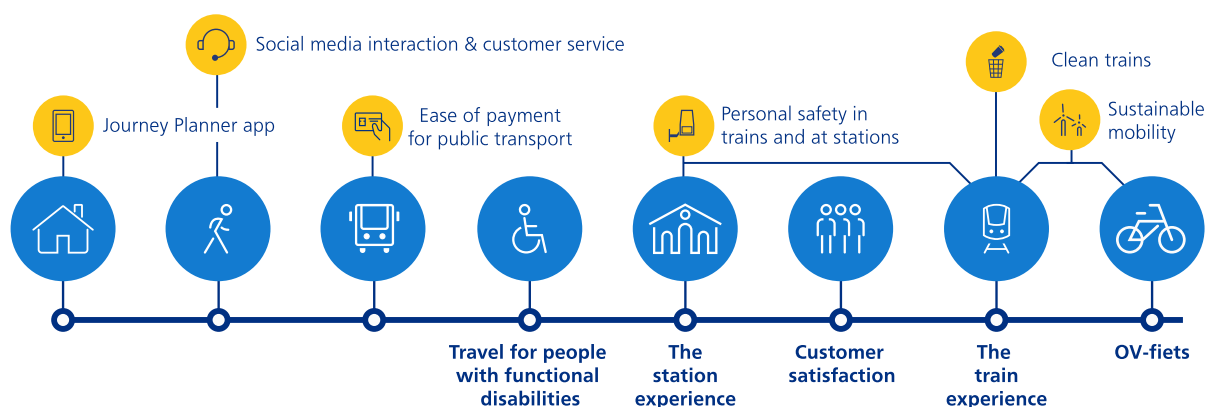 Social media interaction & customer service
Clean trains
Journey Planner app
Ease of payment
for public transport
Personal safety in
trains and at stations
Sustainable
mobility
Travel for people
with functional
disabilities
The
station
experience
Customer
satisfaction
The
train
experience
OV-fiets